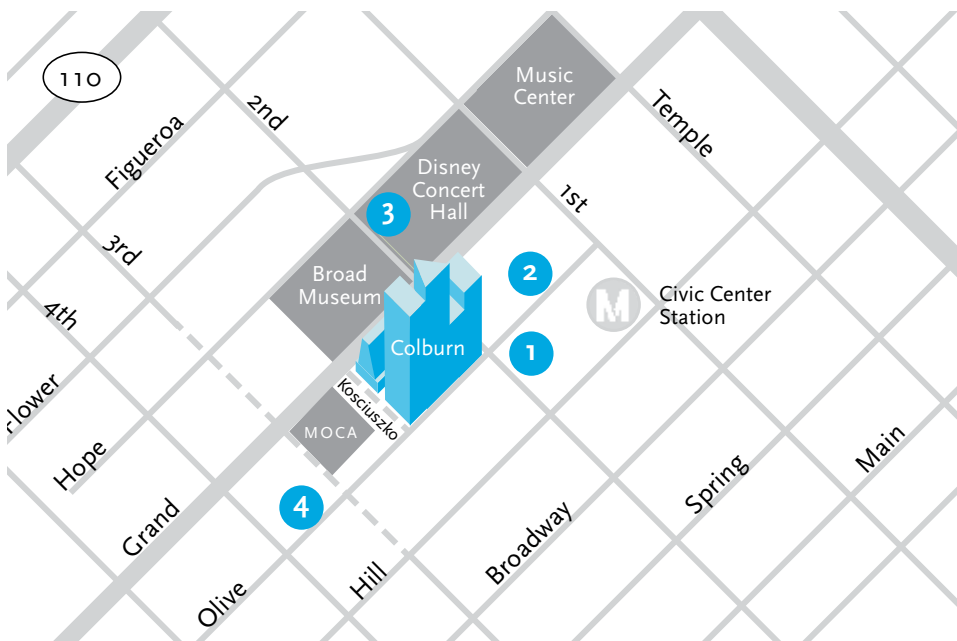 110
Figueroa
2nd
3rd
4th
Flower
Hope
Grand
Olive
Hill
Broadway
Spring
Main
Temple
1st
Music
Center
Disney
Concert
Hall
3
Broad
Museum
Colburn
Kosciuszko
MOCA
2
1
4
M
Civic Center
Station